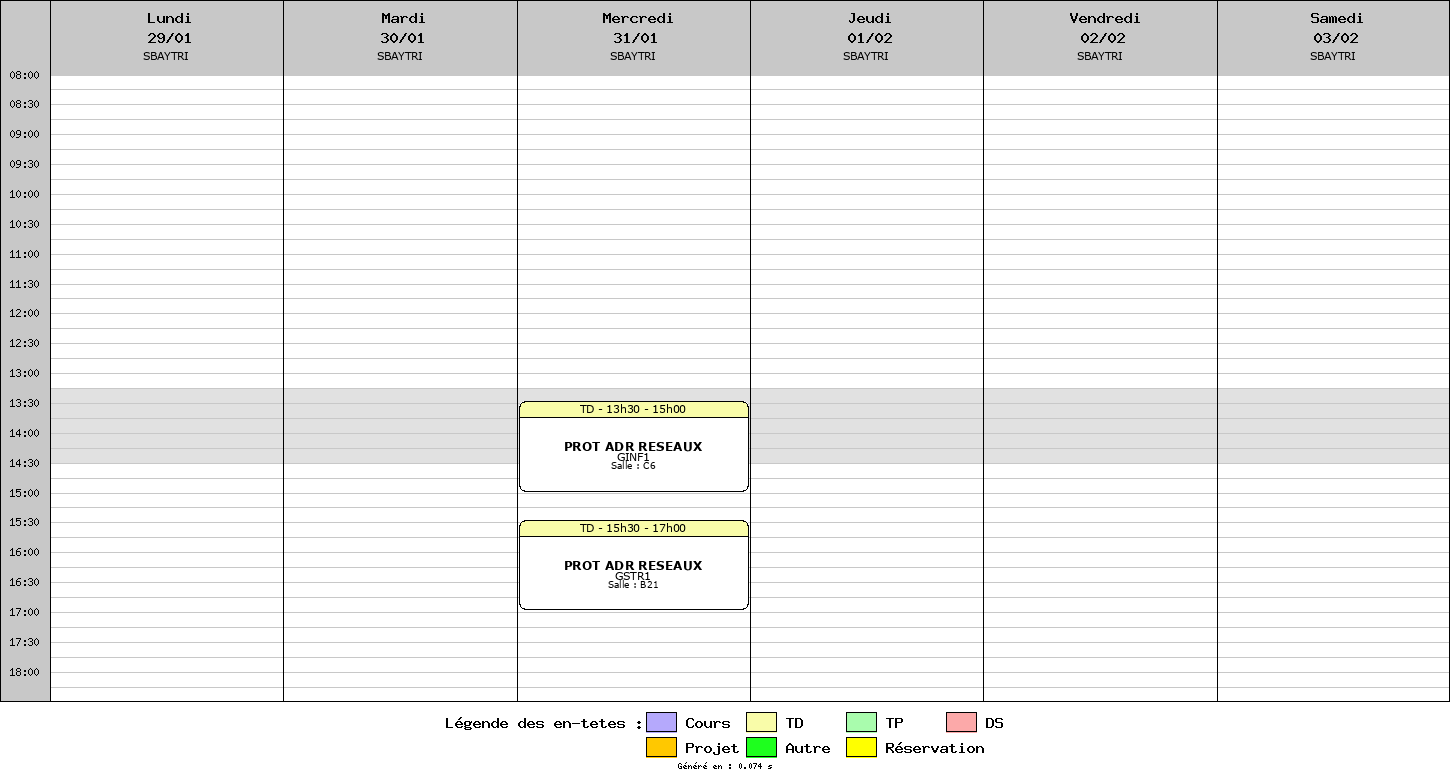 Lundi
29/01
SBAYTRI
Mardi
30/01
SBAYTRI
Mercredi
31/01
SBAYTRI
Jeudi
01/02
SBAYTRI
Vendredi
02/02
SBAYTRI
Samedi
03/02
SBAYTRI
08:00
08:30
09:00
09:30
10:00
10:30
11:00
11:30
12:00
12:30
13:00
13:30
14:00
14:30
15:00
15:30
16:00
16:30
17:00
17:30
18:00
TD - 13h30 - 15h00
PROT ADR RESEAUX
GINF1
Salle : C6
TD - 15h30 - 17h00
PROT ADR RESEAUX
GSTR1
Salle : B21
Légende des en-tetes : Cours TD TP DS
Projet Autre Réservation
Généré en : 0.074 s